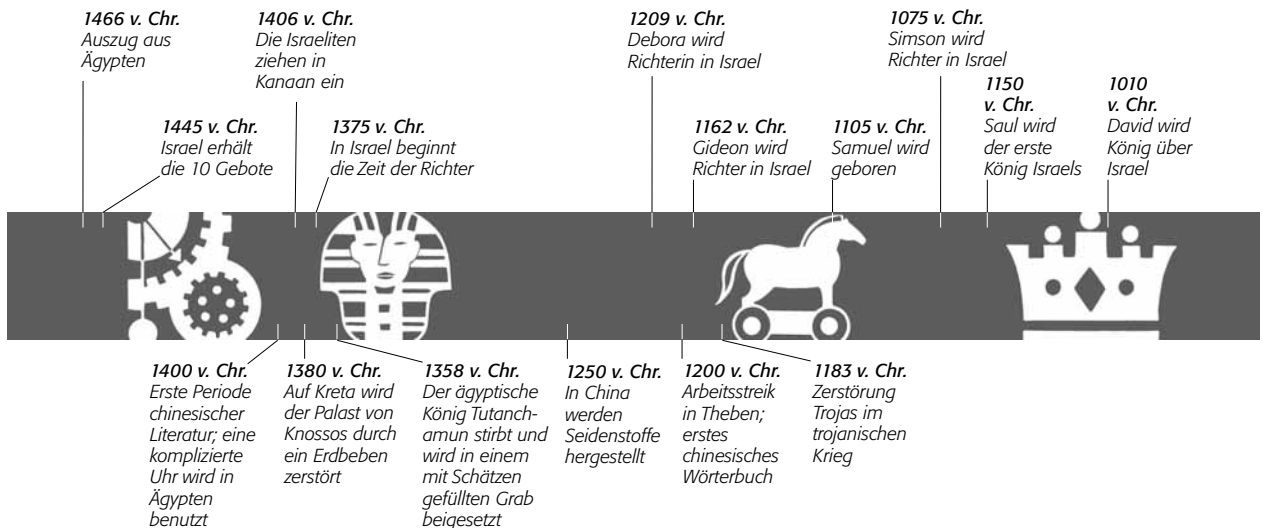 1466 v. Chr.
Auszug aus
Ägypten
1406 v. Chr.
Die Israeliten
ziehen in
Kanaan ein
1209 v. Chr.
Debora wird
Richterin in Israel
1075 v. Chr.
Simson wird
Richter in Israel
1445 v. Chr.
Israel erhält
die 10 Gebote
1375 v. Chr.
In Israel beginnt
die Zeit der Richter
1162 v. Chr.
Gideon wird
Richter in Israel
1105 v. Chr.
Samuel wird
geboren
1150
v. Chr.
Saul wird
der erste
König Israels
1010
v. Chr.
David wird
König über
Israel
1400 v. Chr.
Erste Periode
chinesischer
Literatur; eine
komplizierte
Uhr wird in
Ägypten
benutzt
1380 v. Chr.
Auf Kreta wird
der Palast von
Knossos durch
ein Erdbeben
zerstört
1358 v. Chr.
Der ägyptische
König Tutanch-
amun stirbt und
wird in einem
mit Schätzen
gefüllten Grab
beigesetzt
1250 v. Chr.
In China
werden
Seidenstoffe
hergestellt
1200 v. Chr.
Arbeitsstreik
in Theben;
erstes
chinesisches
Wörterbuch
1183 v. Chr.
Zerstörung
Trojas im
trojanischen
Krieg